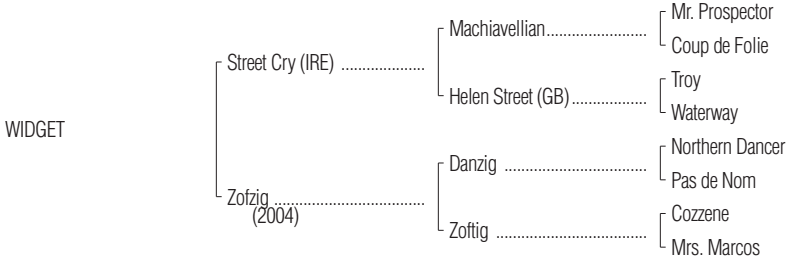 Mr. Prospector
Machiavellian
Coup de Folie
Street Cry (IRE)
Troy
Helen Street (GB)
Waterway
WIDGET
Northern Dancer
Danzig
Pas de Nom
Zofzig
(2004)
Cozzene
Zoftig
Mrs. Marcos